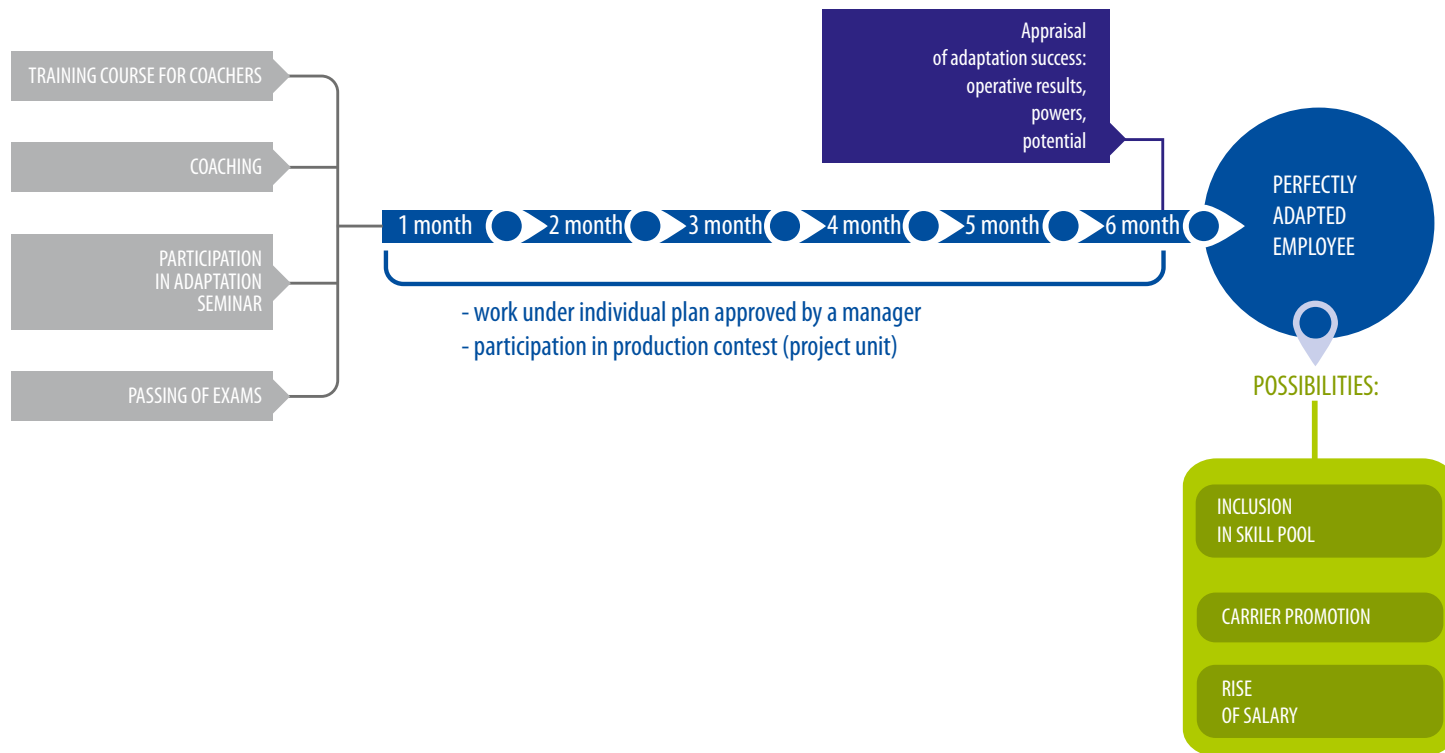 TRAINING COURSE FOR COACHERS
COACHING
PARTICIPATION
IN ADAPTATION
SEMINAR
PASSING OF EXAMS
Appraisal
of adaptation success:
operative results,
powers,
potential
1 month
2 month
3 month
4 month
5 month
6 month
- work under individual plan approved by a manager
- participation in production contest (project unit)
PERFECTLY
ADAPTED
EMPLOYEE
POSSIBILITIES:
INCLUSION
IN SKILL POOL
CARRIER PROMOTION
RISE
OF SALARY